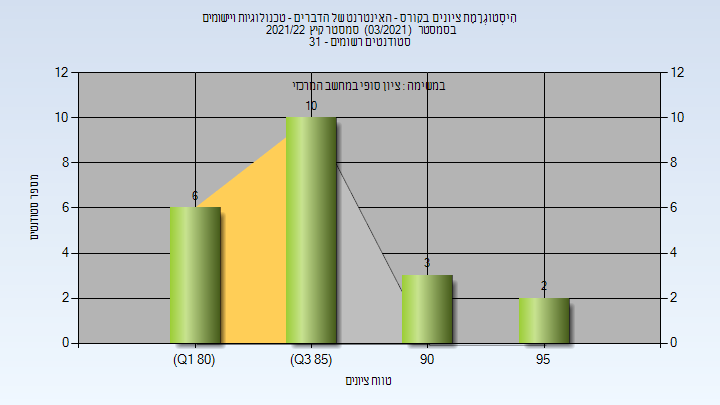 הִיסְטוֹגְרָמַת ציונים בקורס - האינטרנט של הדברים - טכנולוגיות ויישומים
בסמסטר (03/2021) סמסטר קיץ 2021/22
סטודנטים רשומים - 31
במשימה : ציון סופי במחשב המרכזי
מספר סטודנטים
12 12
10 10
8 8
6 6
4 4
2 2
0 0
6
10
3
2
(Q1 80) (Q3 85) 90 95
טווח ציונים